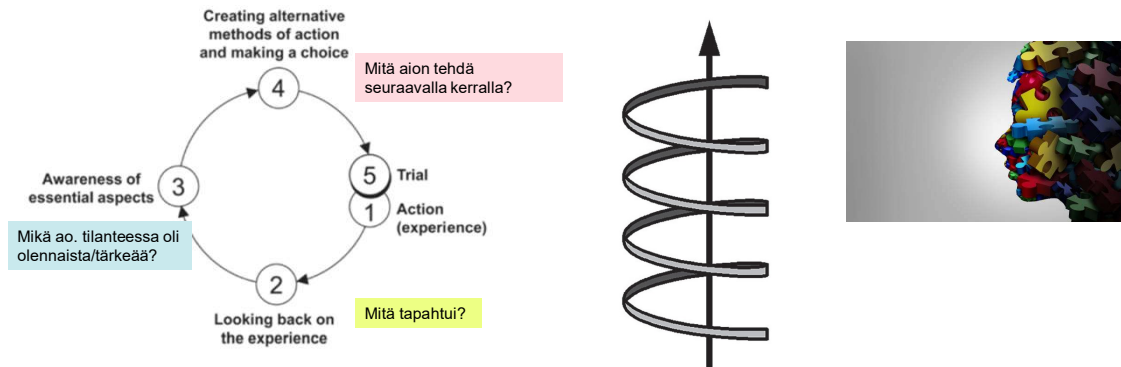 Creating alternative
methods of action
and making a choice
4
Mitä aion tehdä
seuraavalla kerralla?
5
Trial
1
Action
(experience)
Awareness of
essential aspects
3
Mikä ao. tilanteessa oli
olennaista/tärkeää?
2
Mitä tapahtui?
Looking back on
the experience